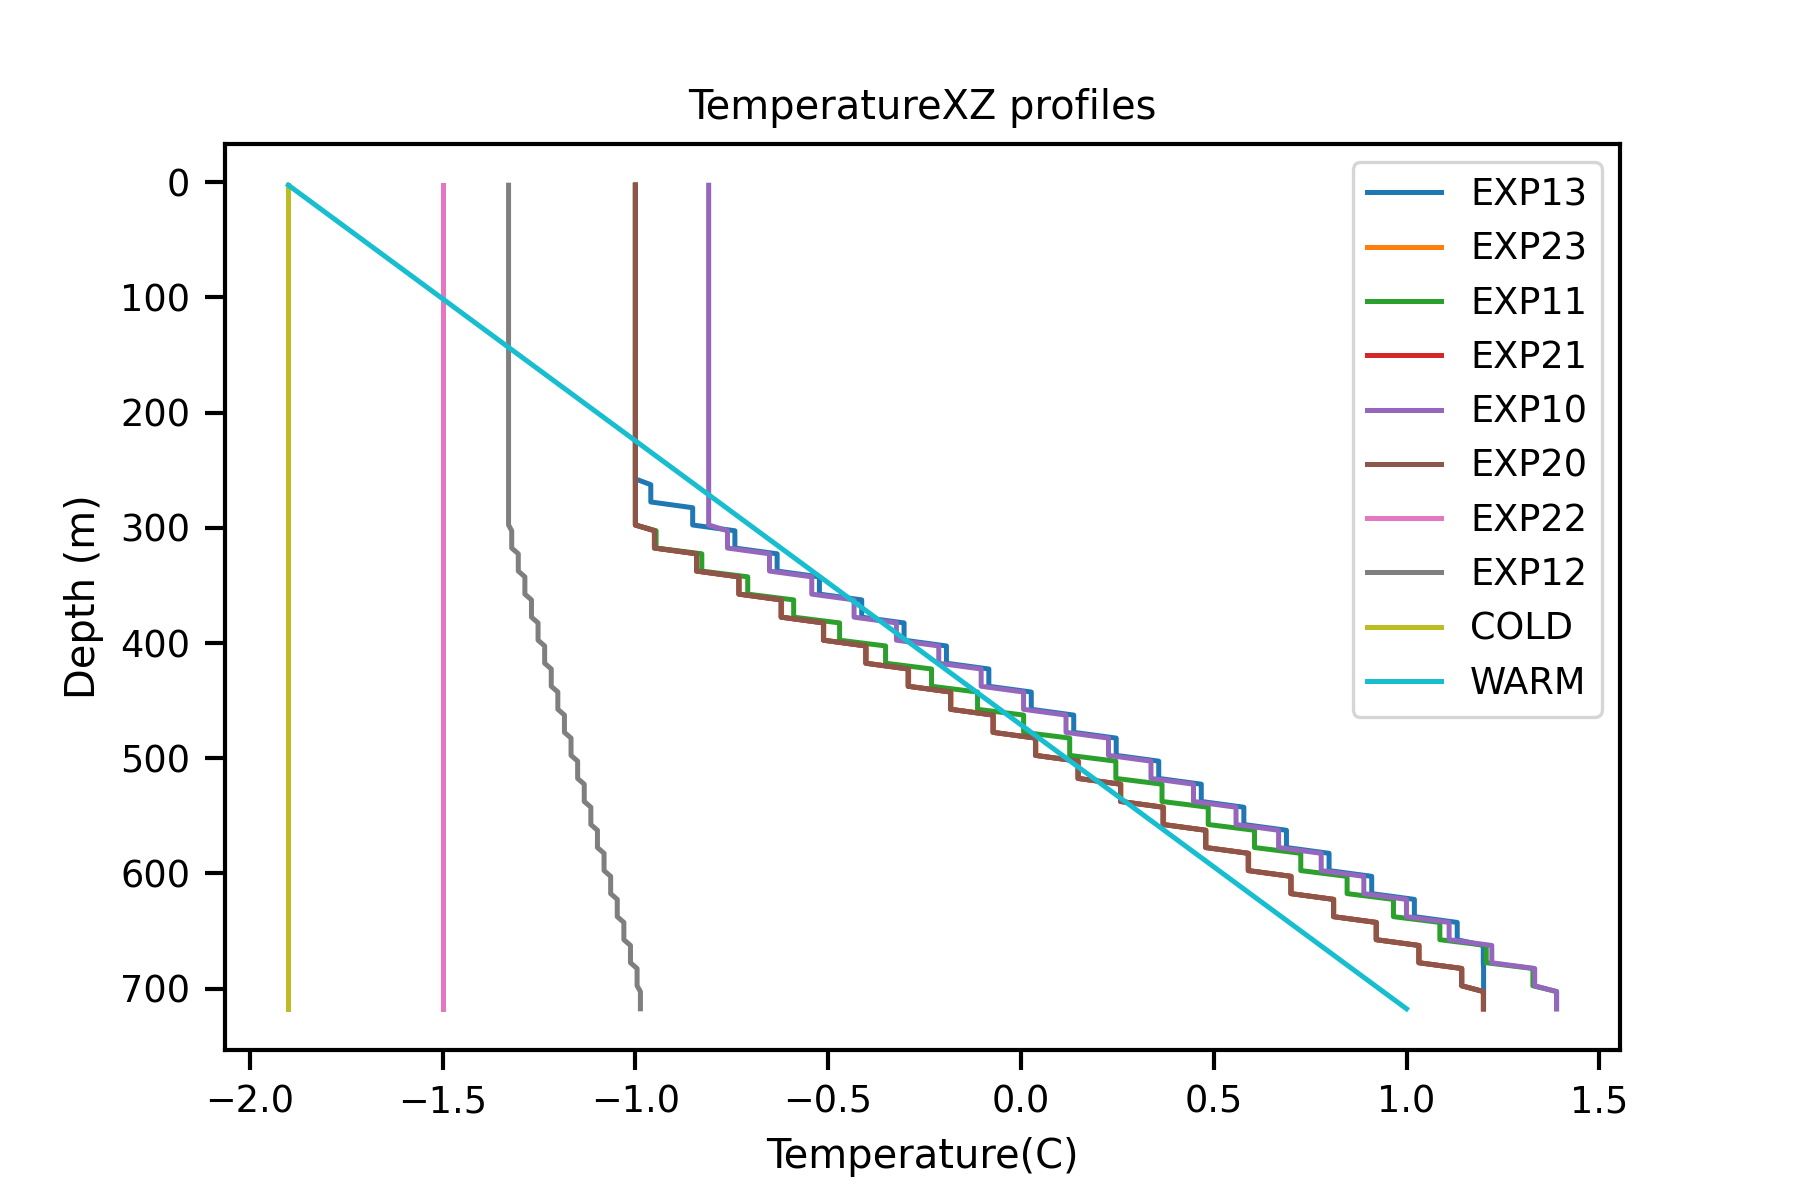 TemperatureXZ profiles
Depth (m)
0
100
200
300
400
500
600
700
−2.0
−1.5
−1.0
−0.5
0.0
0.5
1.0
1.5
Temperature(C)
EXP13
EXP23
EXP11
EXP21
EXP10
EXP20
EXP22
EXP12
COLD
WARM